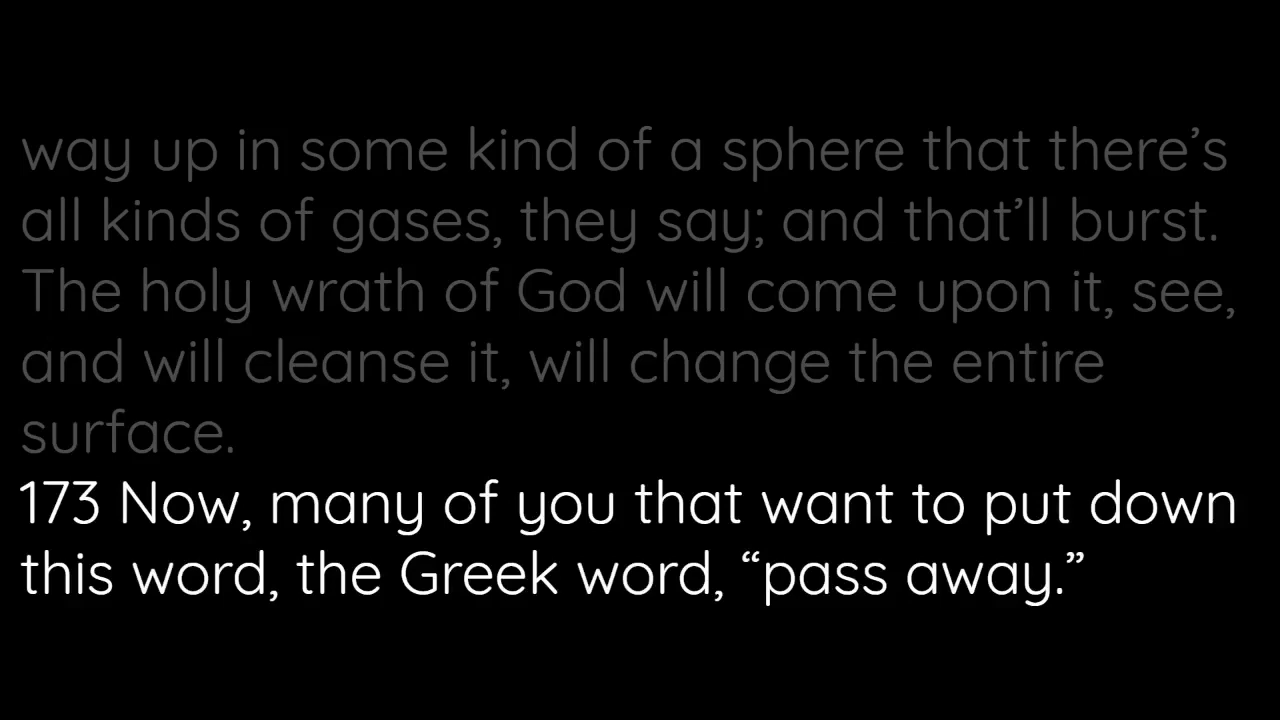 way up in some kind of a sphere that there’s
all kinds of gases, they say; and that’ll burst.
The holy wrath of God will come upon it, see,
and will cleanse it, will change the entire
surface.
173 Now, many of you that want to put down
this word, the Greek word, “pass away.”